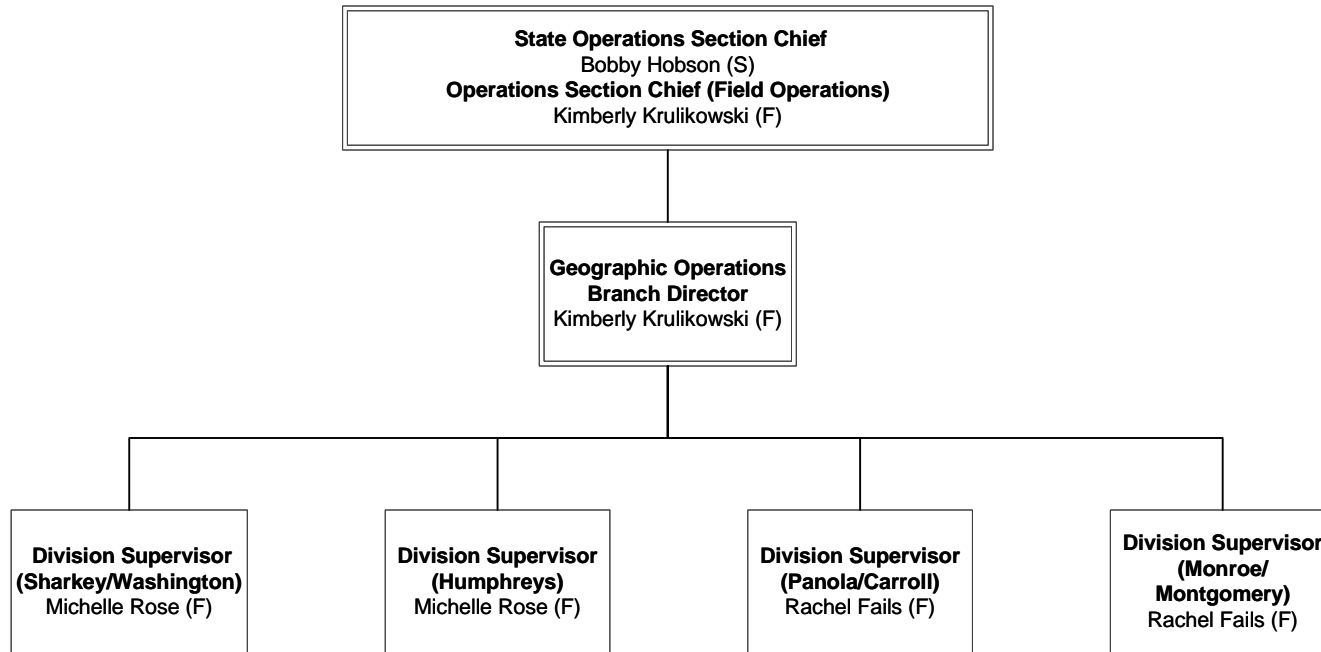 State Operations Section Chief
Bobby Hobson (S)
Operations Section Chief (Field Operations)
Kimberly Krulikowski (F)
Geographic Operations
Branch Director
Kimberly Krulikowski (F)
Division Supervisor
(Sharkey/Washington)
Michelle Rose (F)
Division Supervisor
(Humphreys)
Michelle Rose (F)
Division Supervisor
(Panola/Carroll)
Rachel Fails (F)
Division Supervisor
(Monroe/
Montgomery)
Rachel Fails (F)